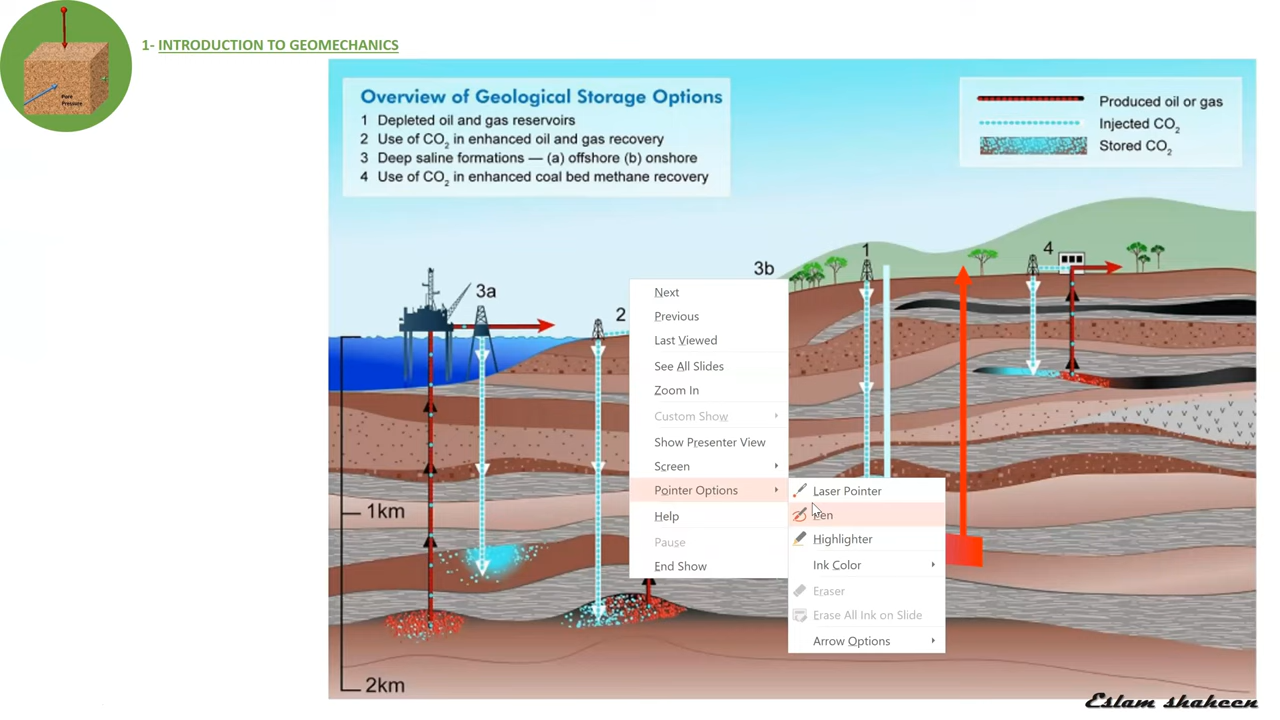 1- INTRODUCTION TO GEOMECHANICS
Pore
Pressure
Overview of Geological Storage Options
1 Depleted oil and gas reservoirs
2 Use of CO2 in enhanced oil and gas recovery
3 Deep saline formations — (a) offshore (b) onshore
4 Use of CO2 in enhanced coal bed methane recovery
Produced oil or gas
Injected CO2
Stored CO2
3a
2
3b
1
4
1km
2km
Next
Previous
Last Viewed
See All Slides
Zoom In
Custom Show
Show Presenter View
Screen
Pointer Options
Help
Pause
End Show
Laser Pointer
Pen
Highlighter
Ink Color
Eraser
Erase All Ink on Slide
Arrow Options
Eslam shaheen